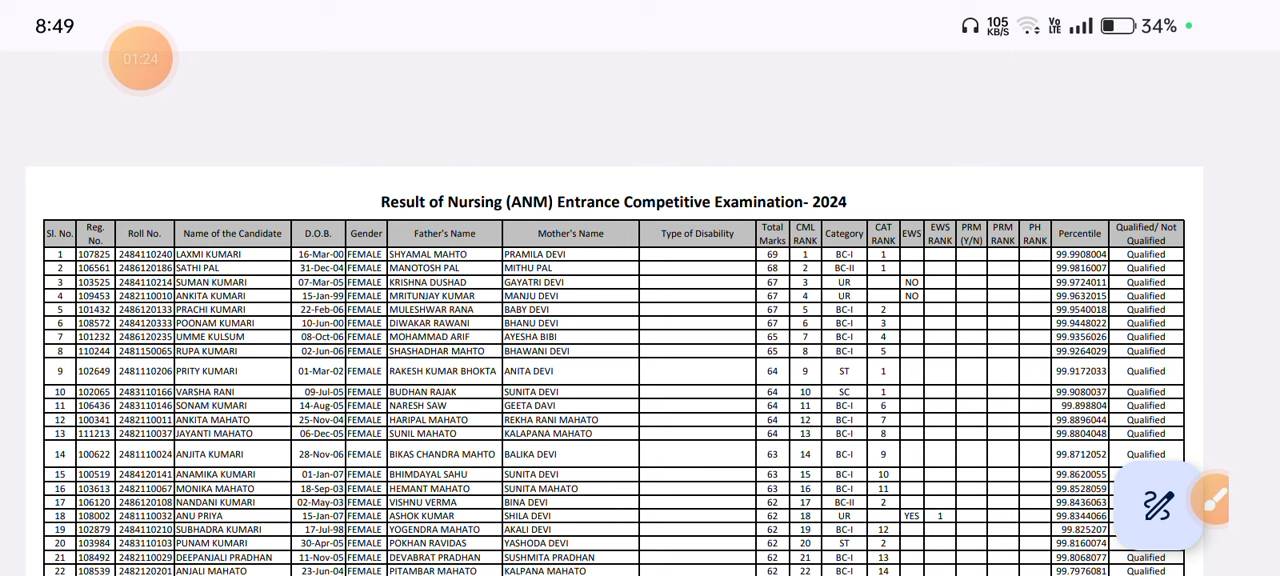 8:49 105 KB/S Vo LTE 34%
01:24
Result of Nursing (ANM) Entrance Competitive Examination- 2024
Sl. No. Reg. No. Roll No. Name of the Candidate D.O.B. Gender Father's Name Mother's Name Type of Disability Total Marks CML RANK Category CAT RANK EWS EWS RANK PRM (Y/N) PRM RANK PH RANK Percentile Qualified/ Not Qualified
1 107825 2484110240 LAXMI KUMARI 16-Mar-00 FEMALE SHYAMAL MAHTO PRAMILA DEVI 69 1 BC-I 1 99.9908004 Qualified
2 106561 2486120186 SATHI PAL 31-Dec-04 FEMALE MANOTOSH PAL MITHU PAL 68 2 BC-II 1 99.9816007 Qualified
3 103525 2484110214 SUMAN KUMARI 07-Mar-05 FEMALE KRISHNA DUSHAD GAYATRI DEVI 67 3 UR NO 99.9724011 Qualified
4 109453 2482110010 ANKITA KUMARI 15-Jan-99 FEMALE MRITUNJAY KUMAR MANJU DEVI 67 4 UR NO 99.9632015 Qualified
5 101432 2486120133 PRACHI KUMARI 22-Feb-06 FEMALE MULESHWAR RANA BABY DEVI 67 5 BC-I 2 99.9540018 Qualified
6 108572 2484120333 POONAM KUMARI 10-Jun-00 FEMALE DIWAKAR RAWANI BHANU DEVI 67 6 BC-I 3 99.9448022 Qualified
7 101232 2486120235 UMME KULSUM 08-Oct-06 FEMALE MOHAMMAD ARIF AYESHA BIBI 65 7 BC-I 4 99.9356026 Qualified
8 110244 2481150065 RUPA KUMARI 02-Jun-06 FEMALE SHASHADHAR MAHTO BHAWANI DEVI 65 8 BC-I 5 99.9264029 Qualified
9 102649 2481110206 PRITY KUMARI 01-Mar-02 FEMALE RAKESH KUMAR BHOKTA ANITA DEVI 64 9 ST 1 99.9172033 Qualified
10 102065 2483110166 VARSHA RANI 09-Jul-05 FEMALE BUDHAN RAJAK SUNITA DEVI 64 10 SC 1 99.9080037 Qualified
11 106436 2483110146 SONAM KUMARI 14-Aug-05 FEMALE NARESH SAW GEETA DAVI 64 11 BC-I 6 99.898804 Qualified
12 100341 2482110011 ANKITA MAHATO 25-Nov-04 FEMALE HARIPAL MAHATO REKHA RANI MAHATO 64 12 BC-I 7 99.8896044 Qualified
13 111213 2482110037 JAYANTI MAHATO 06-Dec-05 FEMALE SUNIL MAHATO KALAPANA MAHATO 64 13 BC-I 8 99.8804048 Qualified
14 100622 2481110024 ANJITA KUMARI 28-Nov-06 FEMALE BIKAS CHANDRA MAHTO BALIKA DEVI 63 14 BC-I 9 99.8712052 Qualified
15 100519 2484120141 ANAMIKA KUMARI 01-Jan-07 FEMALE BHIMDAYAL SAHU SUNITA DEVI 63 15 BC-I 10 99.8620055
16 103613 2482110067 MONIKA MAHATO 18-Sep-03 FEMALE HEMANT MAHATO SUNITA MAHATO 63 16 BC-I 11 99.8528059
17 106120 2486120108 NANDANI KUMARI 02-May-03 FEMALE VISHNU VERMA BINA DEVI 62 17 BC-II 2 99.8436063
18 108002 2481110032 ANU PRIYA 15-Jan-07 FEMALE ASHOK KUMAR SHILA DEVI 62 18 UR YES 1 99.8344066
19 102879 2484110210 SUBHADRA KUMARI 17-Jul-98 FEMALE YOGENDRA MAHATO AKALI DEVI 62 19 BC-I 12 99.825207
20 103984 2483110103 PUNAM KUMARI 30-Apr-05 FEMALE POKHAN RAVIDAS YASHODA DEVI 62 20 ST 2 99.8160074
21 108492 2482110029 DEEPANJALI PRADHAN 11-Nov-05 FEMALE DEVABRAT PRADHAN SUSHMITA PRADHAN 62 21 BC-I 13 99.8068077 Qualified
22 108539 2482120201 ANJALI MAHATO 23-Jun-04 FEMALE PITAMBAR MAHATO KALPANA MAHATO 62 22 BC-I 14 99.7976081 Qualified